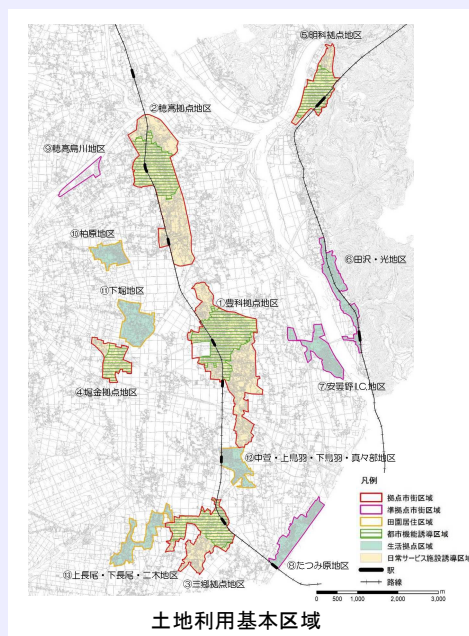 ⑤明科拠点地区
②穂高拠点地区
⑨穂高烏川地区
⑩柏原地区
⑥田沢・光地区
⑪下堀地区
①豊科拠点地区
④堀金拠点地区
⑦安曇野I.C.地区
⑫中萱・上鳥羽・下鳥羽・真々部地区
凡例
拠点市街区域
準拠点市街区域
田園居住区域
都市機能誘導区域
生活拠点区域
日常サービス施設誘導区域
駅
路線
⑬上長尾・下長尾・二木地区
③三郷拠点地区
⑧たつみ原地区
0 500 1,000 2,000 3,000 m
土地利用基本区域